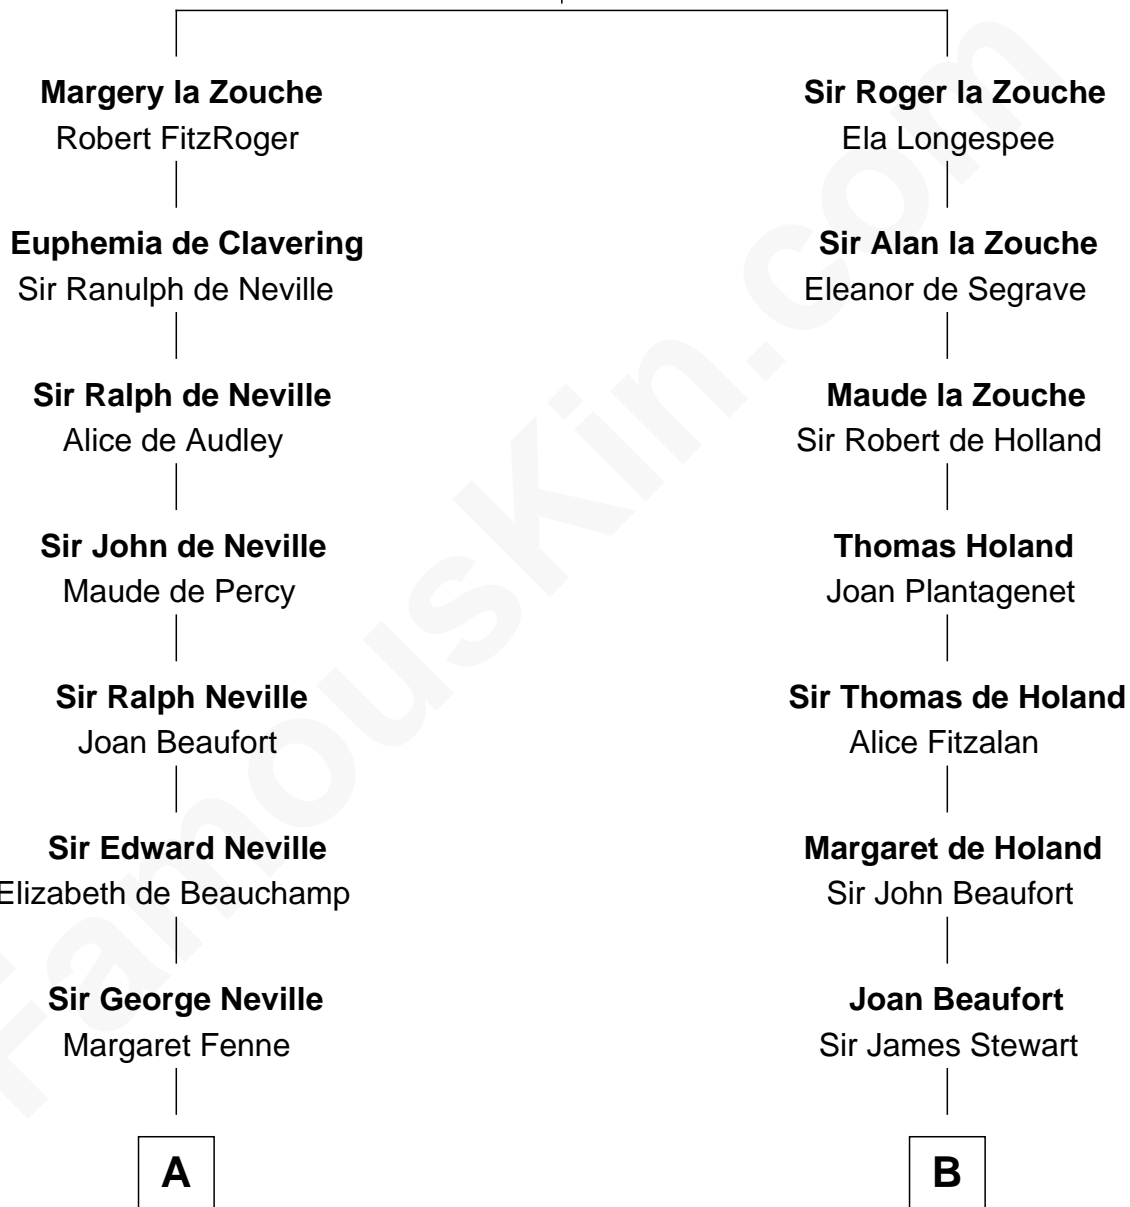 Margery la Zouche
Robert FitzRoger
Sir Roger la Zouche
Ela Longespee
Euphemia de Clavering
Sir Ranulph de Neville
Sir Alan la Zouche
Eleanor de Segrave
Sir Ralph de Neville
Alice de Audley
Maude la Zouche
Sir Robert de Holland
Sir John de Neville
Maude de Percy
Thomas Holand
Joan Plantagenet
Sir Ralph Neville
Joan Beaufort
Sir Thomas de Holand
Alice Fitzalan
Sir Edward Neville
Elizabeth de Beauchamp
Margaret de Holand
Sir John Beaufort
Sir George Neville
Margaret Fenne
Joan Beaufort
Sir James Stewart
A
B
FamousKin.com